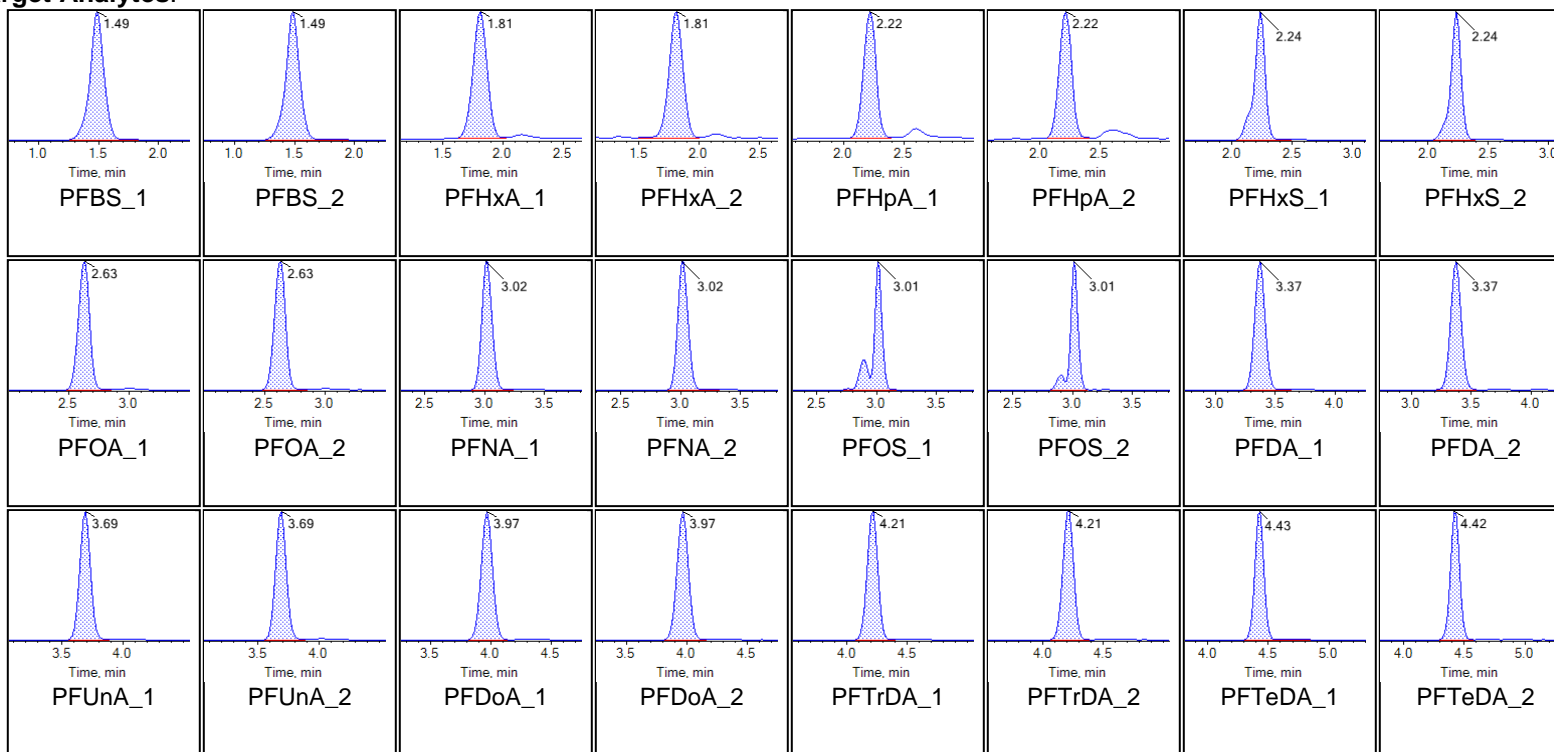 rget Analytes:
1.49 1.49 1.81 1.81 2.22 2.22 2.24 2.24
1.0 1.5 2.0 1.0 1.5 2.0 1.5 2.0 2.5 1.5 2.0 2.5 2.0 2.5 2.0 2.5 2.0 2.5 3.0 2.0 2.5 3.0
Time, min Time, min Time, min Time, min Time, min Time, min Time, min Time, min
PFBS_1 PFBS_2 PFHxA_1 PFHxA_2 PFHpA_1 PFHpA_2 PFHxS_1 PFHxS_2
2.63 2.63 3.02 3.02 3.01 3.01 3.37 3.37
2.5 3.0 2.5 3.0 2.5 3.0 3.5 2.5 3.0 3.5 2.5 3.0 3.5 2.5 3.0 3.5 3.0 3.5 4.0 3.0 3.5 4.0
Time, min Time, min Time, min Time, min Time, min Time, min Time, min Time, min
PFOA_1 PFOA_2 PFNA_1 PFNA_2 PFOS_1 PFOS_2 PFDA_1 PFDA_2
3.69 3.69 3.97 3.97 4.21 4.21 4.43 4.42
3.5 4.0 3.5 4.0 3.5 4.0 4.5 3.5 4.0 4.5 4.0 4.5 4.0 4.5 4.0 4.5 5.0 4.0 4.5 5.0
Time, min Time, min Time, min Time, min Time, min Time, min Time, min Time, min
PFUnA_1 PFUnA_2 PFDoA_1 PFDoA_2 PFTrDA_1 PFTrDA_2 PFTeDA_1 PFTeDA_2